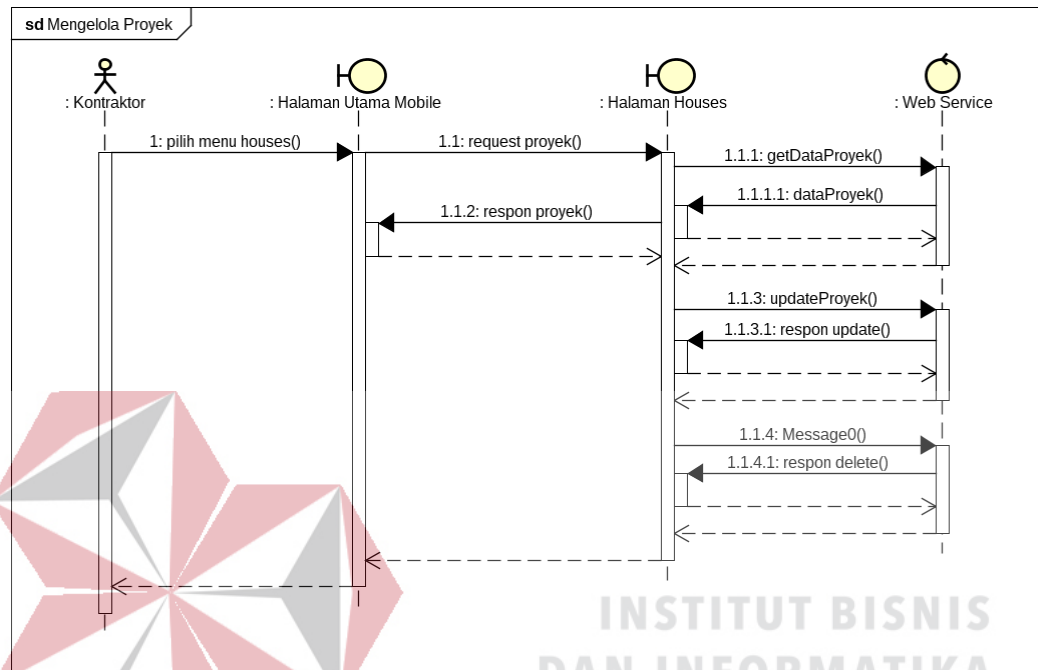 sd Mengelola Proyek
: Kontraktor
: Halaman Utama Mobile
: Halaman Houses
: Web Service
1: pilih menu houses()
1.1: request proyek()
1.1.1: getDataProyek()
1.1.1.1: dataProyek()
1.1.2: respon proyek()
1.1.3: updateProyek()
1.1.3.1: respon update()
1.1.4: Message0()
1.1.4.1: respon delete()
INSTITUT BISNIS
DAN INFORMATIKA